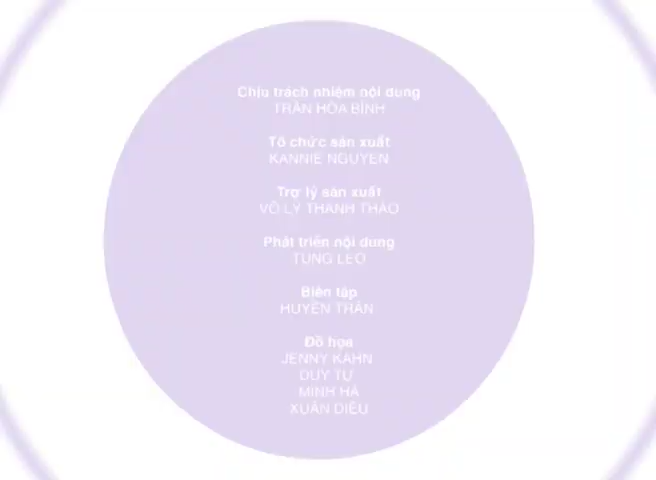 Chịu trách nhiệm nội dung
TRẦN HÒA BÌNH
Tổ chức sản xuất
KANNIE NGUYEN
Trợ lý sản xuất
VÕ LÝ THANH THẢO
Phát triển nội dung
TÙNG LEO
Biên tập
HUYỀN TRÂN
Đồ họa
JENNY KAHN
DUY TỰ
MINH HÀ
XUÂN DIỆU